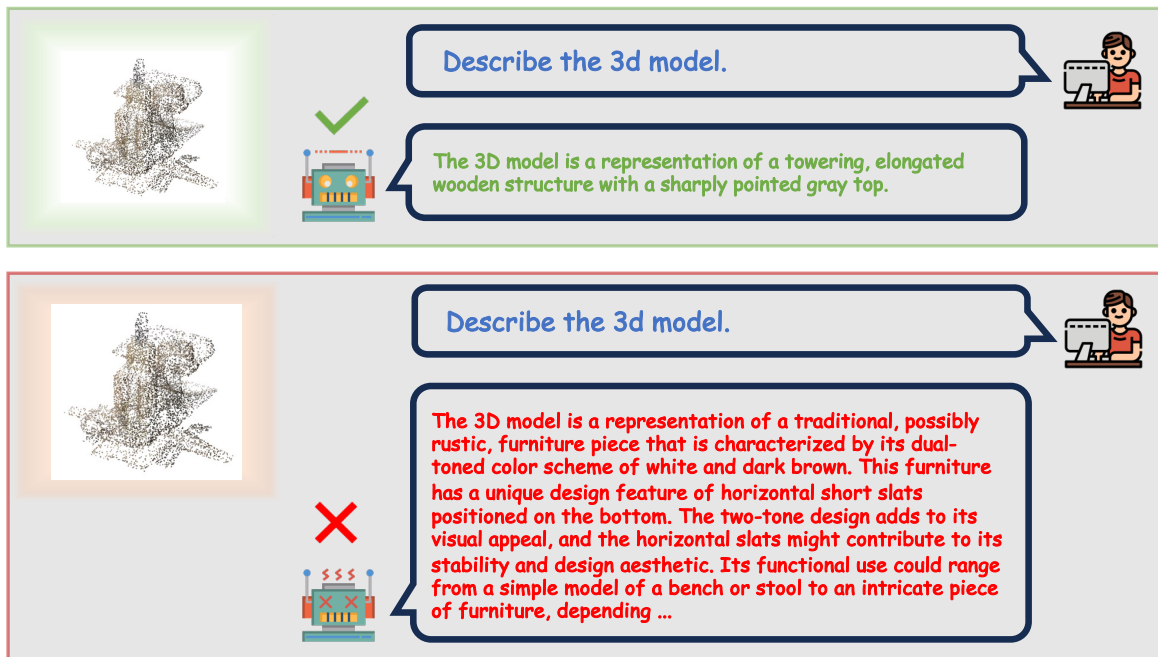 Describe the 3d model.
The 3D model is a representation of a towering, elongated
wooden structure with a sharply pointed gray top.
Describe the 3d model.
The 3D model is a representation of a traditional, possibly
rustic, furniture piece that is characterized by its dual-
toned color scheme of white and dark brown. This furniture
has a unique design feature of horizontal short slats
positioned on the bottom. The two-tone design adds to its
visual appeal, and the horizontal slats might contribute to its
stability and design aesthetic. Its functional use could range
from a simple model of a bench or stool to an intricate piece
of furniture, depending ...